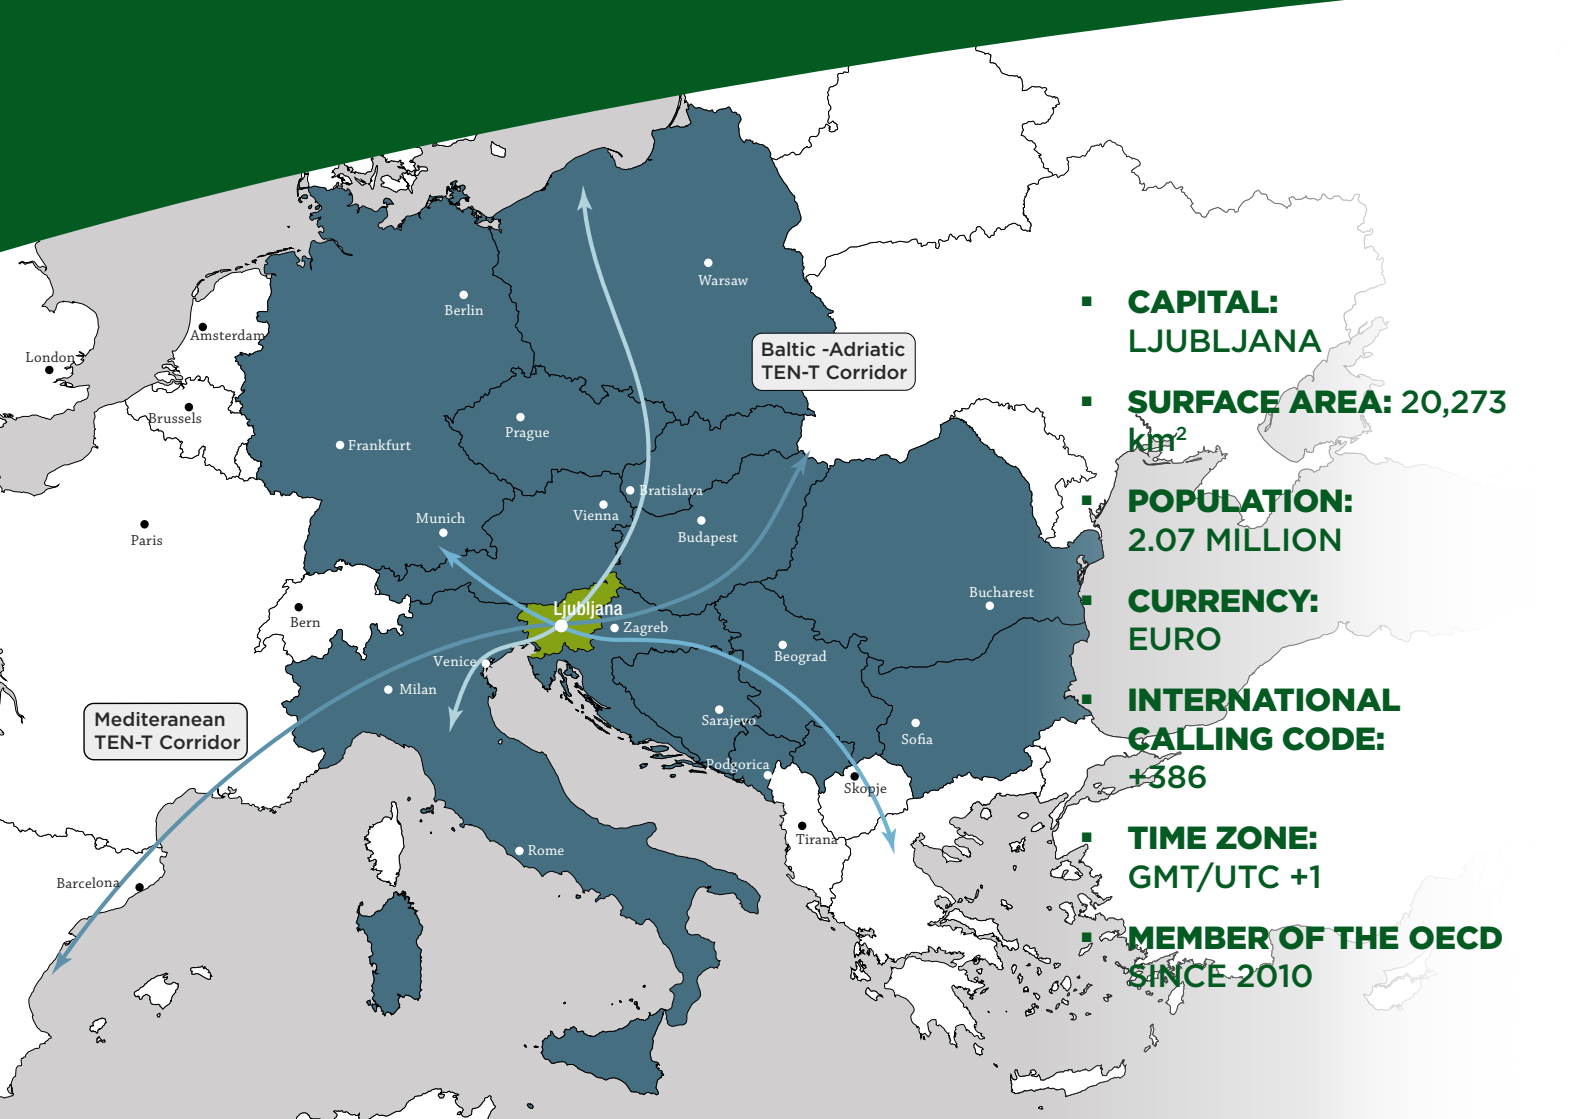 Warsaw
Berlin
Amsterdam
London
Baltic -Adriatic
TEN-T Corridor
Brussels
Prague
Frankfurt
Bratislava
Vienna
Munich
Budapest
Paris
Bucharest
Ljubljana
Bern
Zagreb
Beograd
Venice
Milan
Mediteranean
TEN-T Corridor
Sarajevo
Sofia
Podgorica
Skopje
Tirana
Rome
Barcelona
▪ CAPITAL:
LJUBLJANA
▪ SURFACE AREA: 20,273
km²
▪ POPULATION:
2.07 MILLION
▪ CURRENCY:
EURO
▪ INTERNATIONAL
CALLING CODE:
+386
▪ TIME ZONE:
GMT/UTC +1
▪ MEMBER OF THE OECD
SINCE 2010